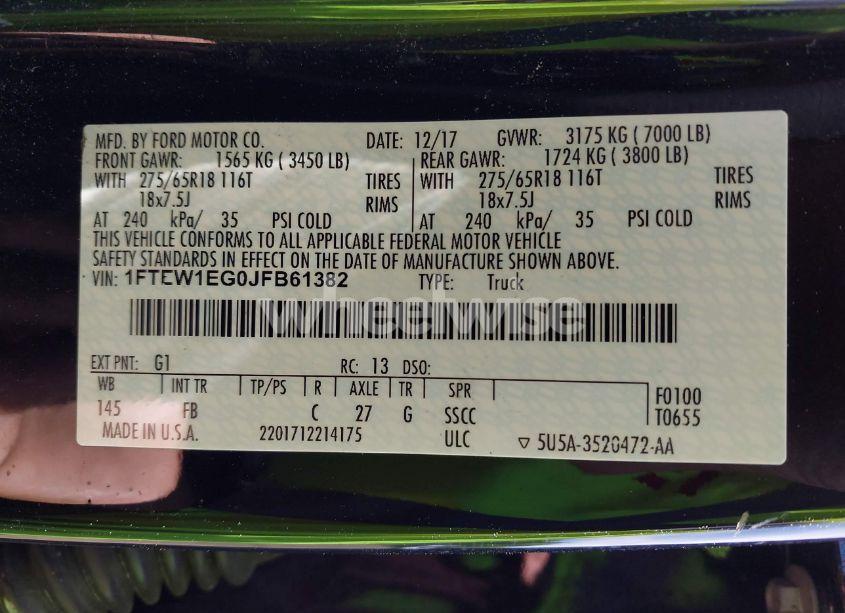 MFD. BY FORD MOTOR CO. DATE: 12/17 GVWR: 3175 KG ( 7000 LB)
FRONT GAWR: 1565 KG ( 3450 LB) REAR GAWR: 1724 KG ( 3800 LB)
WITH 275/65R18 116T TIRES WITH 275/65R18 116T TIRES
18x7.5J RIMS 18x7.5J RIMS
AT 240 kPa/ 35 PSI COLD AT 240 kPa/ 35 PSI COLD
THIS VEHICLE CONFORMS TO ALL APPLICABLE FEDERAL MOTOR VEHICLE
SAFETY STANDARDS IN EFFECT ON THE DATE OF MANUFACTURE SHOWN ABOVE.
VIN: 1FTEW1EG0JFB61382 TYPE: Truck
wheelwise
EXT PNT: G1 RC: 13 DSO:
WB INT TR TP/PS R AXLE TR SPR F0100
145 FB C 27 G SSCC T0655
MADE IN U.S.A. 2201712214175 ULC ▽ 5U5A-3520472-AA